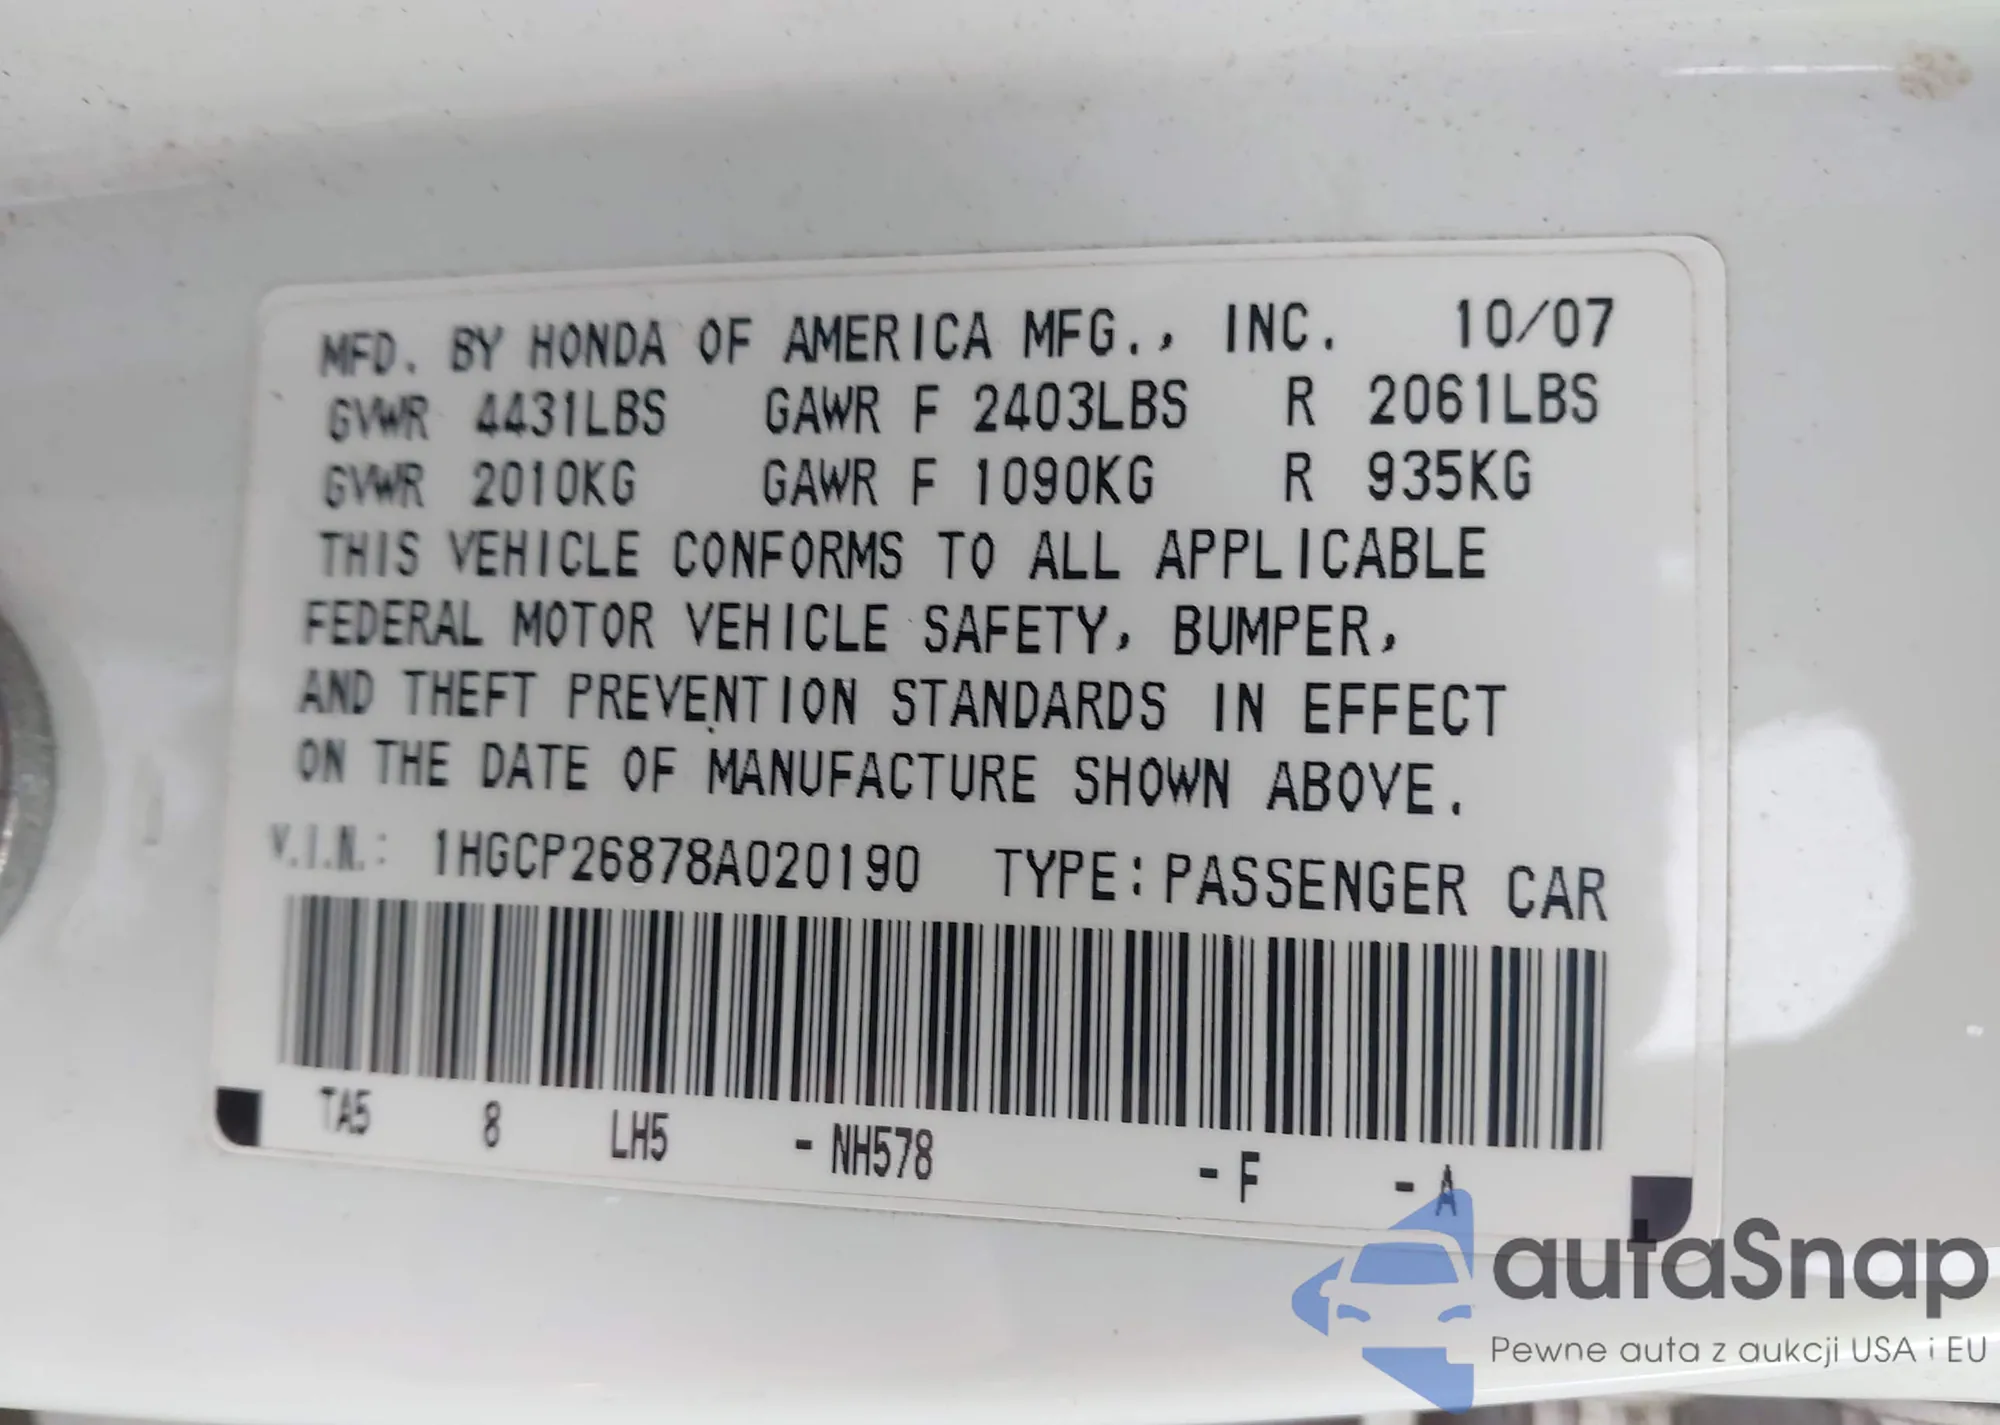 MFD. BY HONDA OF AMERICA MFG., INC. 10/07
GVWR 4431LBS GAWR F 2403LBS R 2061LBS
GVWR 2010KG GAWR F 1090KG R 935KG
THIS VEHICLE CONFORMS TO ALL APPLICABLE
FEDERAL MOTOR VEHICLE SAFETY, BUMPER,
AND THEFT PREVENTION STANDARDS IN EFFECT
ON THE DATE OF MANUFACTURE SHOWN ABOVE.
V.I.N.: 1HGCP26878A020190 TYPE:PASSENGER CAR
TA5 8 LH5 - NH578 - F - A
autaSnap
Pewne auta z aukcji USA i EU